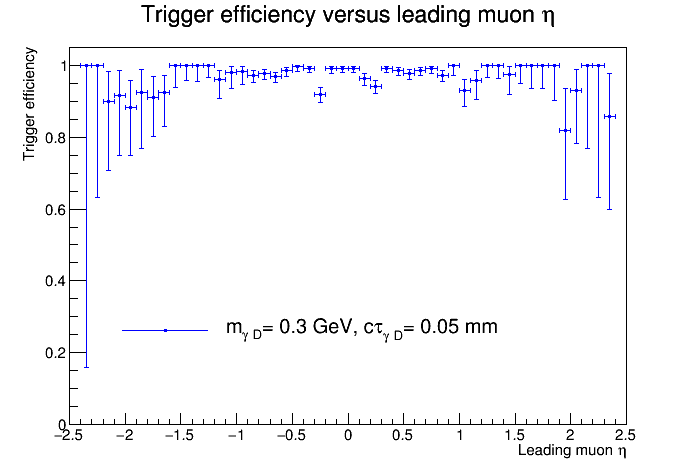 Trigger efficiency versus leading muon η
Trigger efficiency
1
0.8
0.6
0.4
0.2
0
m_γ D= 0.3 GeV, cτ_γ D= 0.05 mm
−2.5 −2 −1.5 −1 −0.5 0 0.5 1 1.5 2 2.5
Leading muon η